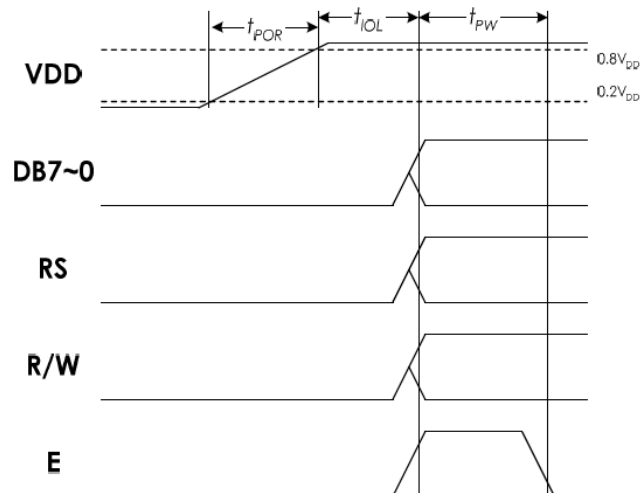 tPOR tIOL tPW
VDD
0.8VDD
0.2VDD
DB7~0
RS
R/W
E